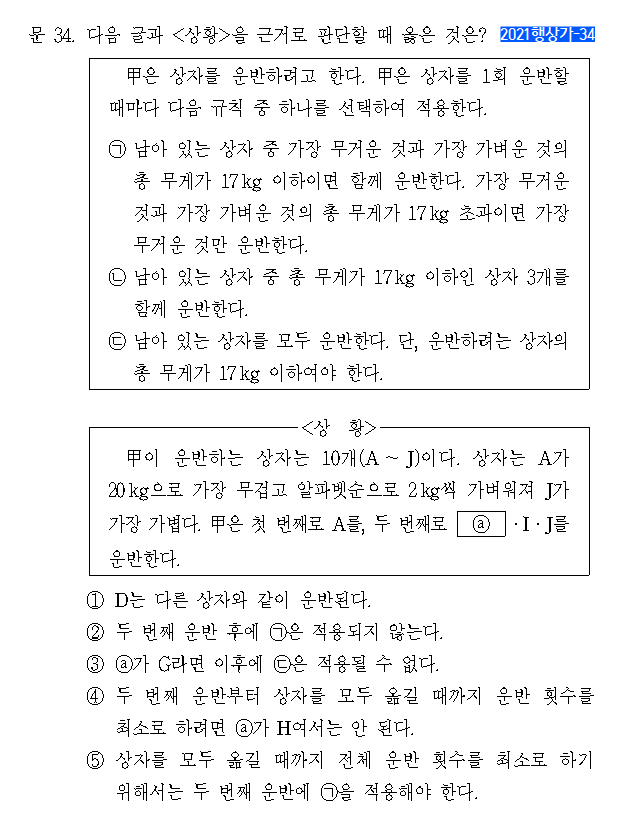 문 34. 다음 글과 <상황>을 근거로 판단할 때 옳은 것은? 2021행상가-34
甲은 상자를 운반하려고 한다. 甲은 상자를 1회 운반할
때마다 다음 규칙 중 하나를 선택하여 적용한다.
㉠ 남아 있는 상자 중 가장 무거운 것과 가장 가벼운 것의
총 무게가 17kg 이하이면 함께 운반한다. 가장 무거운
것과 가장 가벼운 것의 총 무게가 17kg 초과이면 가장
무거운 것만 운반한다.
㉡ 남아 있는 상자 중 총 무게가 17kg 이하인 상자 3개를
함께 운반한다.
㉢ 남아 있는 상자를 모두 운반한다. 단, 운반하려는 상자의
총 무게가 17kg 이하여야 한다.
<상 황>
甲이 운반하는 상자는 10개(A ~ J)이다. 상자는 A가
20kg으로 가장 무겁고 알파벳순으로 2kg씩 가벼워져 J가
가장 가볍다. 甲은 첫 번째로 A를, 두 번째로 ⓐ ·I·J를
운반한다.
① D는 다른 상자와 같이 운반된다.
② 두 번째 운반 후에 ㉠은 적용되지 않는다.
③ ⓐ가 G라면 이후에 ㉢은 적용될 수 없다.
④ 두 번째 운반부터 상자를 모두 옮길 때까지 운반 횟수를
최소로 하려면 ⓐ가 H여서는 안 된다.
⑤ 상자를 모두 옮길 때까지 전체 운반 횟수를 최소로 하기
위해서는 두 번째 운반에 ㉠을 적용해야 한다.